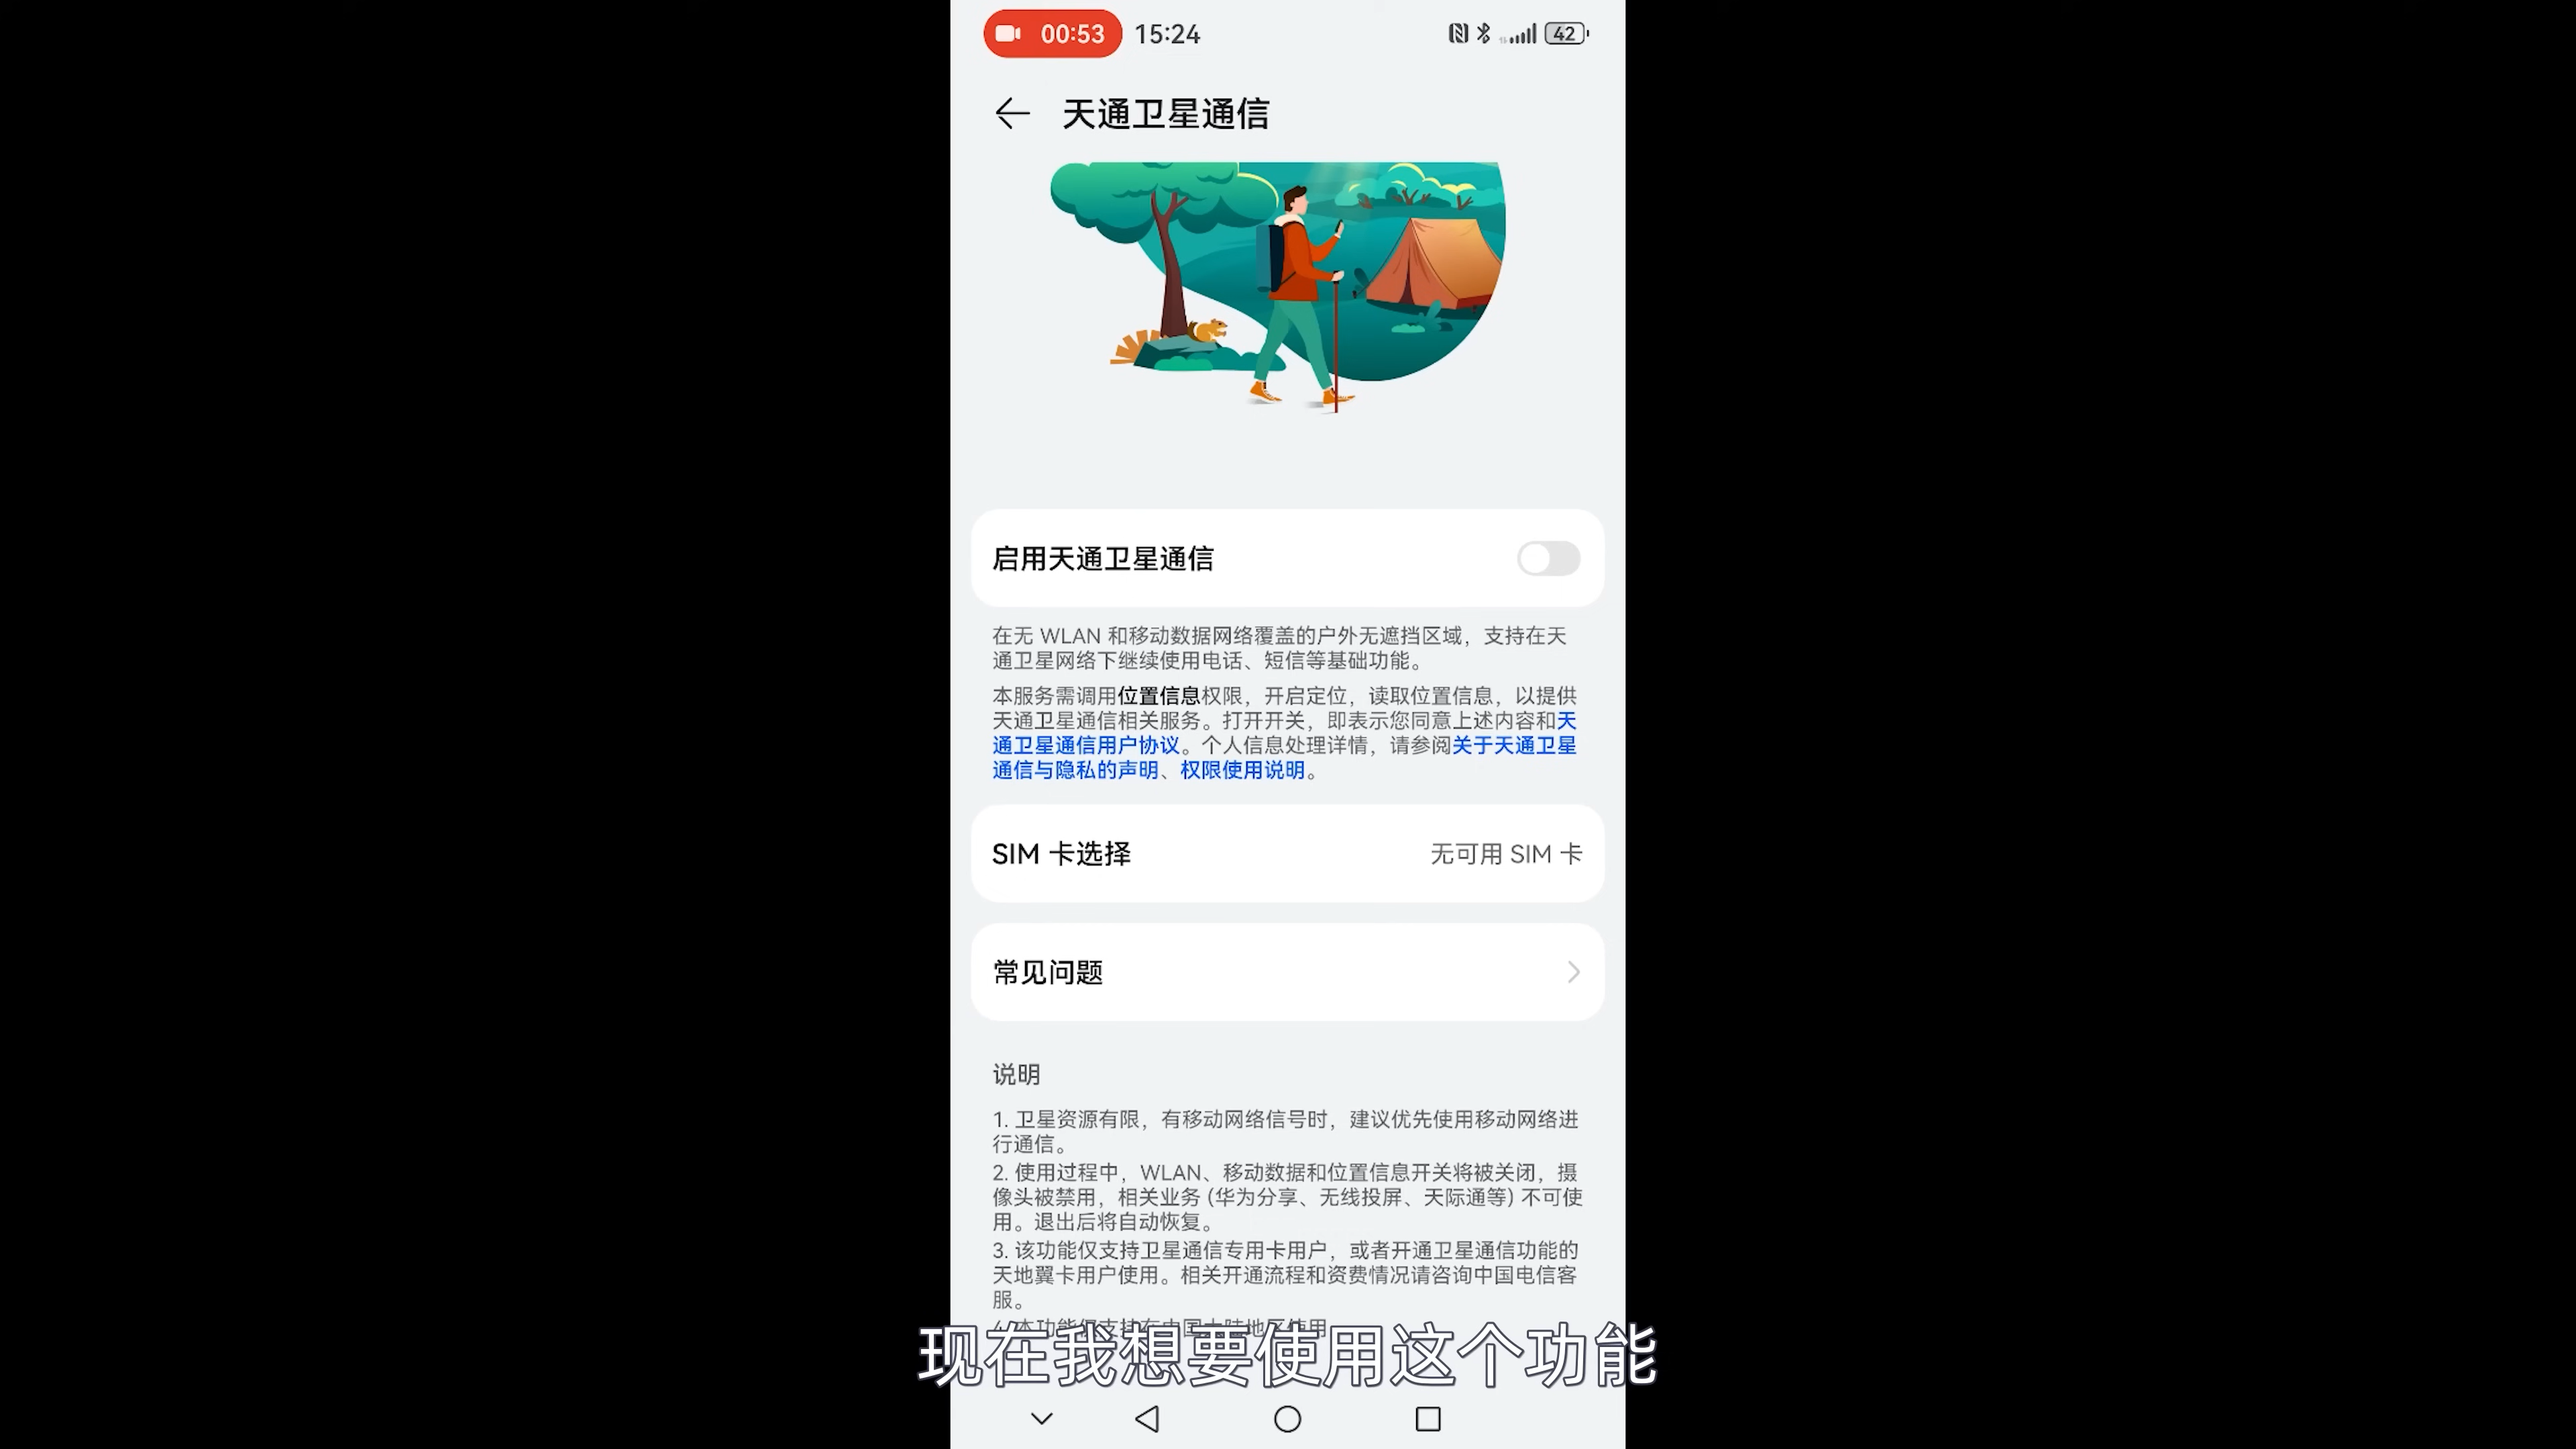 00:53 15:24 42
天通卫星通信
启用天通卫星通信
在无 WLAN 和移动数据网络覆盖的户外无遮挡区域，支持在天
通卫星网络下继续使用电话、短信等基础功能。
本服务需调用位置信息权限，开启定位，读取位置信息，以提供
天通卫星通信相关服务。打开开关，即表示您同意上述内容和天
通卫星通信用户协议。个人信息处理详情，请参阅关于天通卫星
通信与隐私的声明、权限使用说明。
SIM 卡选择 无可用 SIM 卡
常见问题
说明
1. 卫星资源有限，有移动网络信号时，建议优先使用移动网络进
行通信。
2. 使用过程中，WLAN、移动数据和位置信息开关将被关闭，摄
像头被禁用，相关业务 (华为分享、无线投屏、天际通等) 不可使
用。退出后将自动恢复。
3. 该功能仅支持卫星通信专用卡用户，或者开通卫星通信功能的
天地翼卡用户使用。相关开通流程和资费情况请咨询中国电信客
服。
4. 本功能仅支持在中国大陆地区使用
现在我想要使用这个功能